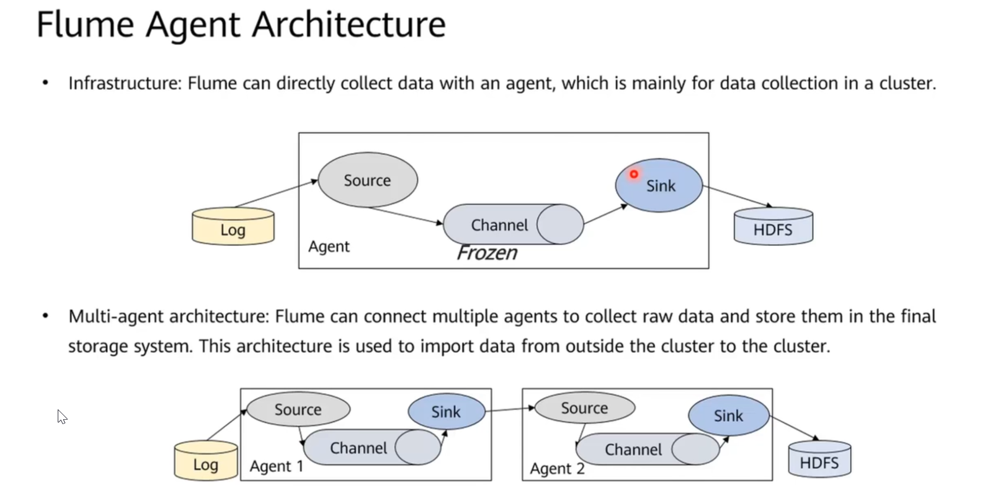 Flume Agent Architecture
• Infrastructure: Flume can directly collect data with an agent, which is mainly for data collection in a cluster.
Source
Sink
Log
Channel
HDFS
Agent
Frozen
• Multi-agent architecture: Flume can connect multiple agents to collect raw data and store them in the final
storage system. This architecture is used to import data from outside the cluster to the cluster.
Source
Sink
Channel
Log
Agent 1
Source
Sink
Channel
Agent 2
HDFS